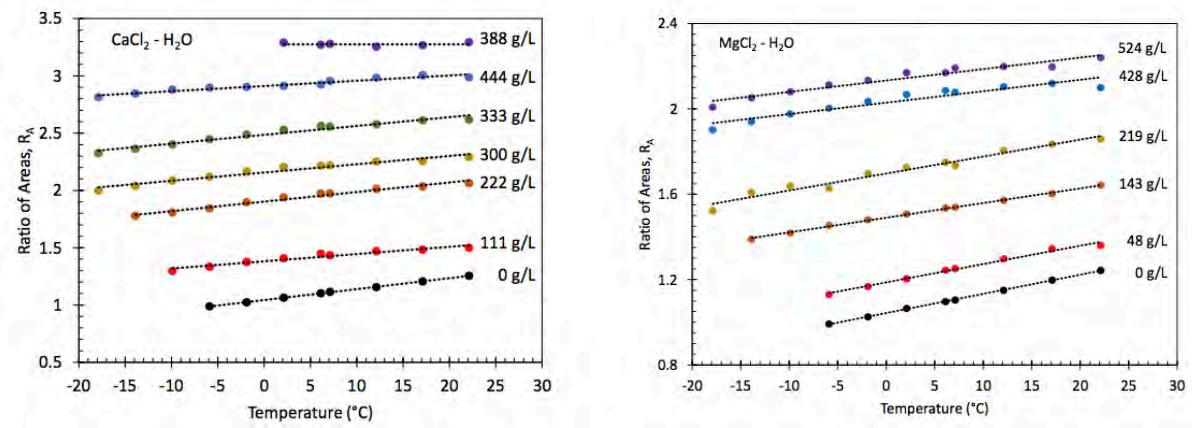 CaCl₂ - H₂O
Ratio of Areas, R_A
3.5
3
2.5
2
1.5
1
0.5
388 g/L
444 g/L
333 g/L
300 g/L
222 g/L
111 g/L
0 g/L
-20 -15 -10 -5 0 5 10 15 20 25 30
Temperature (°C)
MgCl₂ - H₂O
Ratio of Areas, R_A
2.4
2
1.6
1.2
0.8
524 g/L
428 g/L
219 g/L
143 g/L
48 g/L
0 g/L
-20 -15 -10 -5 0 5 10 15 20 25 30
Temperature (°C)